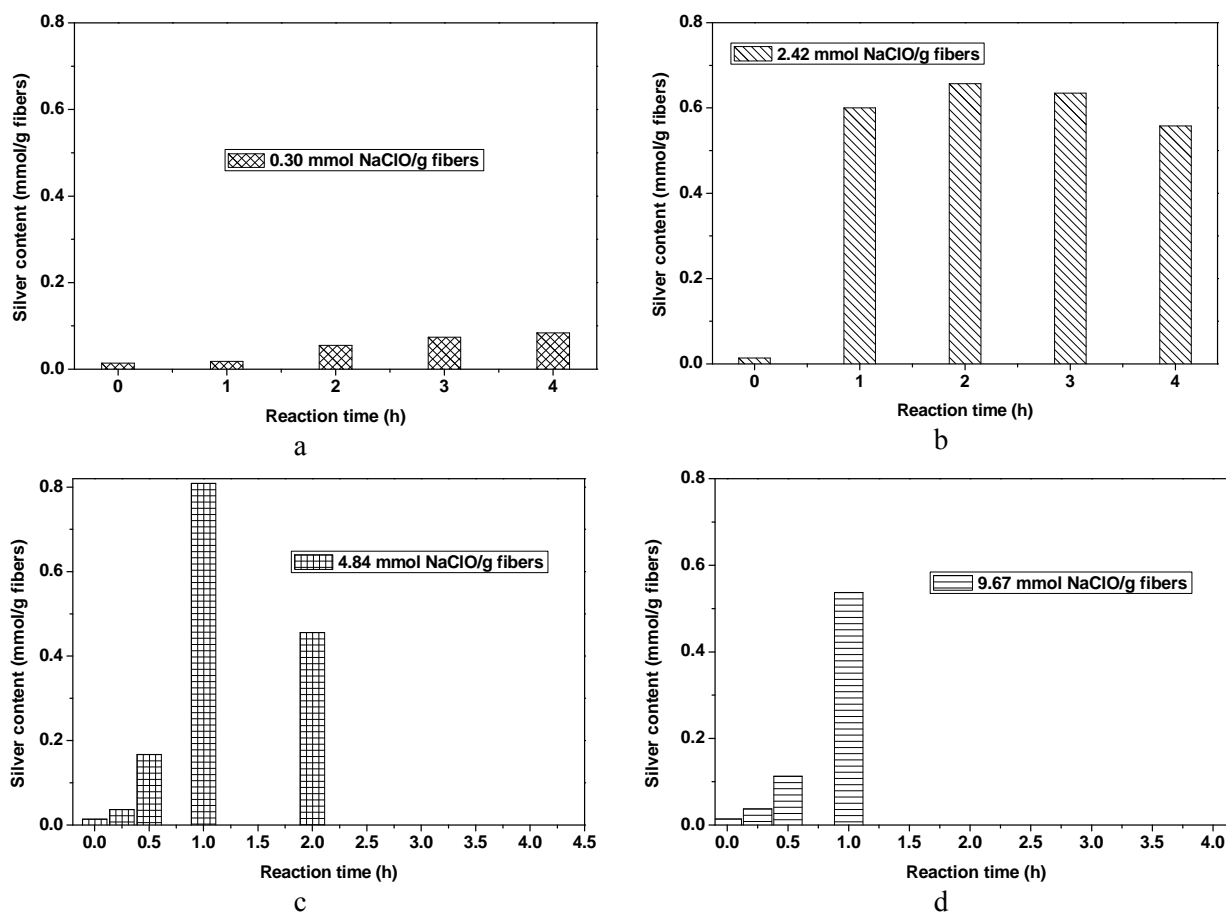 0.8
0.6
0.4
0.2
0.0
Silver content (mmol/g fibers)
0.30 mmol NaClO/g fibers
0 1 2 3 4
Reaction time (h)
a
0.8
0.6
0.4
0.2
0.0
Silver content (mmol/g fibers)
2.42 mmol NaClO/g fibers
0 1 2 3 4
Reaction time (h)
b
0.8
0.6
0.4
0.2
0.0
Silver content (mmol/g fibers)
4.84 mmol NaClO/g fibers
0.0 0.5 1.0 1.5 2.0 2.5 3.0 3.5 4.0 4.5
Reaction time (h)
c
0.8
0.6
0.4
0.2
0.0
Silver content (mmol/g fibers)
9.67 mmol NaClO/g fibers
0.0 0.5 1.0 1.5 2.0 2.5 3.0 3.5 4.0
Reaction time (h)
d